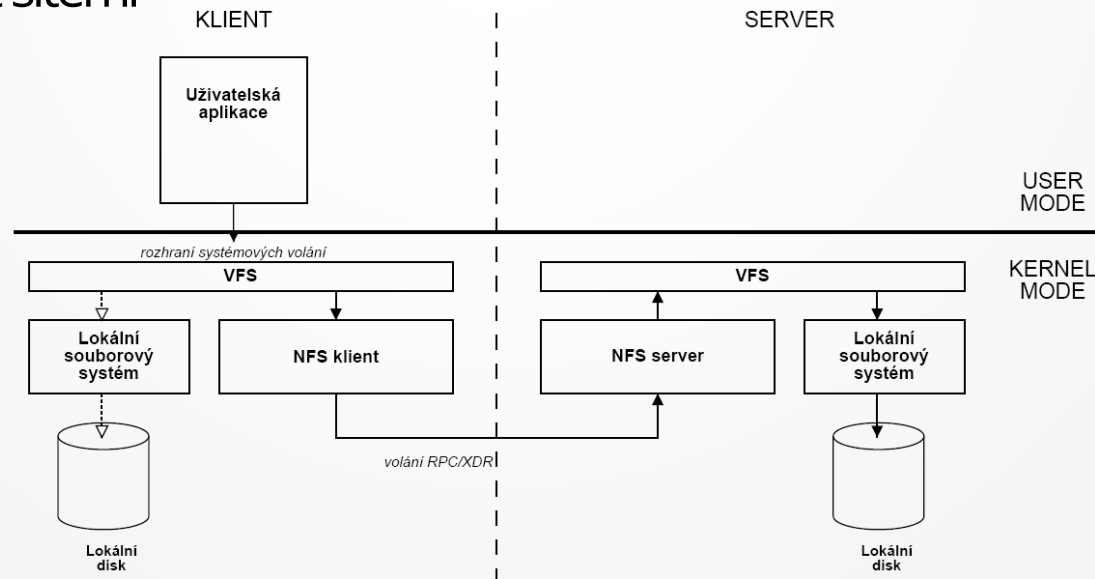 KLIENT
SERVER
Uživatelská
aplikace
USER
MODE
rozhraní systémových volání
VFS
VFS
KERNEL
MODE
Lokální
souborový
systém
NFS klient
NFS server
Lokální
souborový
systém
volání RPC/XDR
Lokální
disk
Lokální
disk